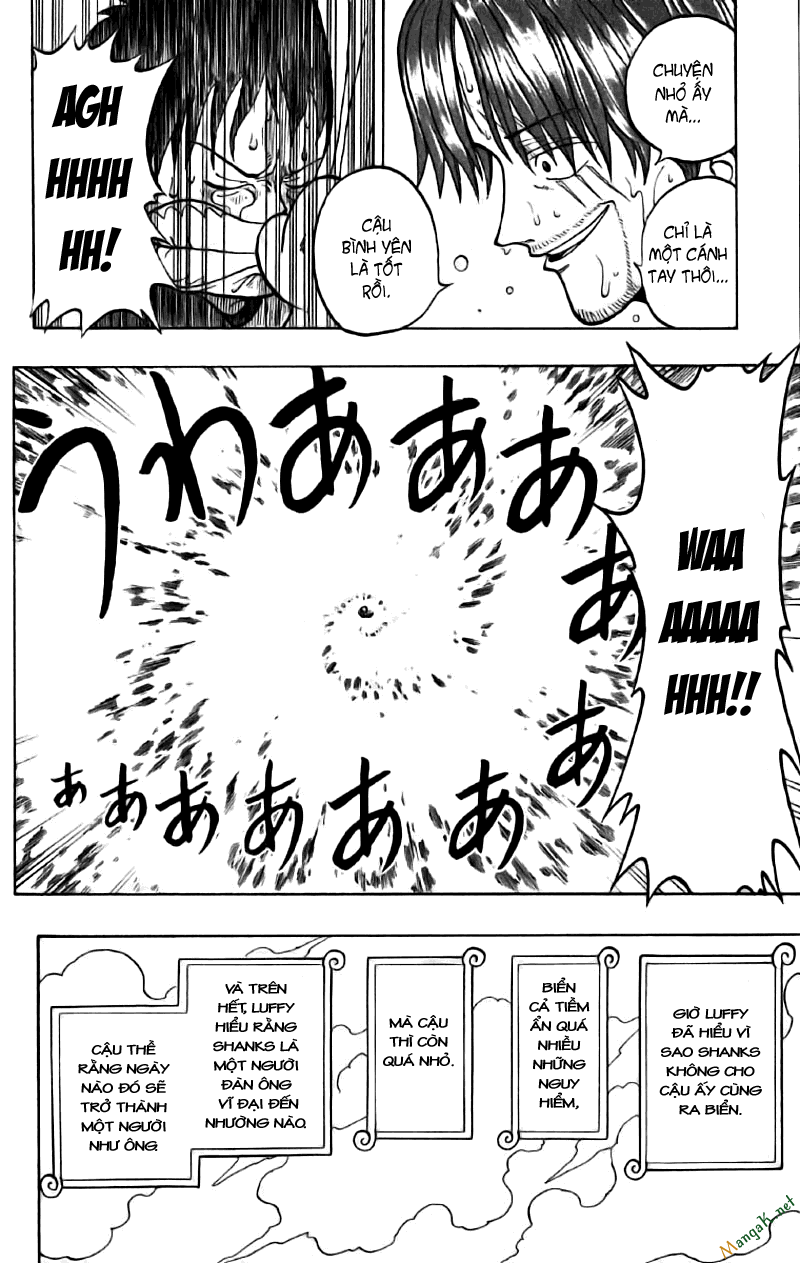 CHUYỆN
NHỎ ẤY
MÀ...
CHỈ LÀ
MỘT CÁNH
TAY THÔI...
CẬU
BÌNH YÊN
LÀ TỐT
RỒI.
AGH
HHHH
HH!
WAA
AAAAA
HHH!!
うわあああああああああああ
GIỜ LUFFY
ĐÃ HIỂU VÌ
SAO SHANKS
KHÔNG CHO
CẬU ẤY CÙNG
RA BIỂN.
BIỂN
CẢ TIỀM
ẨN QUÁ
NHIỀU
NHỮNG
NGUY
HIỂM,
MÀ CẬU
THÌ CÒN
QUÁ NHỎ.
VÀ TRÊN
HẾT, LUFFY
HIỂU RẰNG
SHANKS LÀ
MỘT NGƯỜI
ĐÀN ÔNG
VĨ ĐẠI ĐẾN
NHƯỜNG NÀO.
CẬU THỀ
RẰNG NGÀY
NÀO ĐÓ SẼ
TRỞ THÀNH
MỘT NGƯỜI
NHƯ ÔNG.
MangaK.net